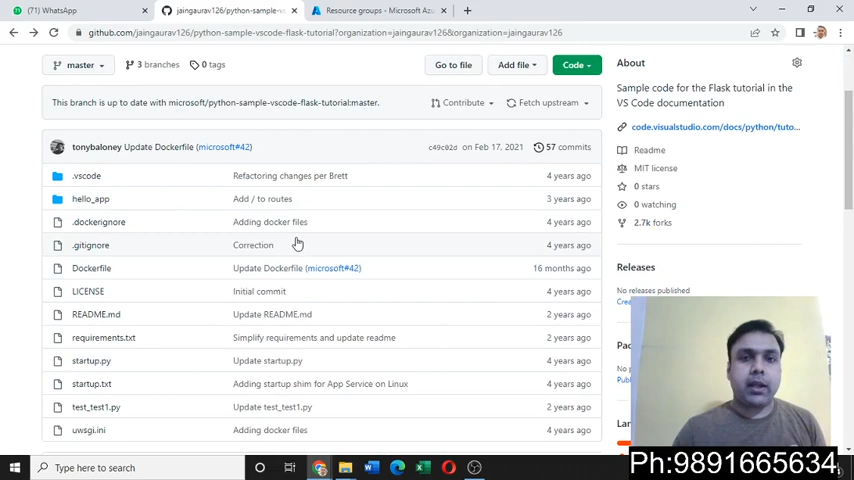 (71) WhatsApp
jaingaurav126/python-sample-vs
Resource groups - Microsoft Azu
github.com/jaingaurav126/python-sample-vscode-flask-tutorial?organization=jaingaurav126&organization=jaingaurav126
master
3 branches
0 tags
Go to file
Add file
Code
This branch is up to date with microsoft/python-sample-vscode-flask-tutorial:master.
Contribute
Fetch upstream
tonybaloney Update Dockerfile (microsoft#42)
c49c02d on Feb 17, 2021
57 commits
.vscode
Refactoring changes per Brett
4 years ago
hello_app
Add / to routes
3 years ago
.dockerignore
Adding docker files
4 years ago
.gitignore
Correction
4 years ago
Dockerfile
Update Dockerfile (microsoft#42)
16 months ago
LICENSE
Initial commit
4 years ago
README.md
Update README.md
2 years ago
requirements.txt
Simplify requirements and update readme
2 years ago
startup.py
Update startup.py
4 years ago
startup.txt
Adding startup shim for App Service on Linux
4 years ago
test_test1.py
Update test_test1.py
2 years ago
uwsgi.ini
Adding docker files
4 years ago
About
Sample code for the Flask tutorial in the
VS Code documentation
code.visualstudio.com/docs/python/tuto...
Readme
MIT license
0 stars
0 watching
2.7k forks
Releases
No releases published
Crea
Pac
No p
Publ
Lan
Ph:9891665634
Type here to search